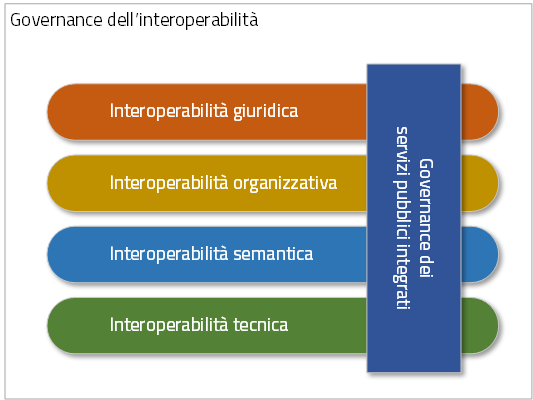 Governance dell'interoperabilità
Interoperabilità giuridica
Interoperabilità organizzativa
Interoperabilità semantica
Interoperabilità tecnica
Governance dei
servizi pubblici integrati